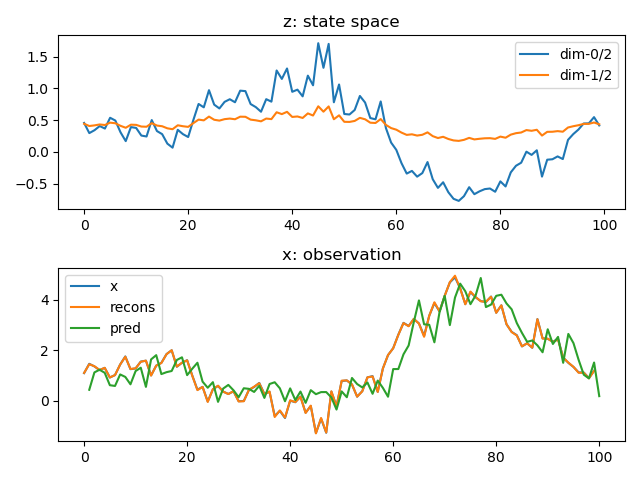 z: state space
1.5
1.0
0.5
0.0
−0.5
dim-0/2
dim-1/2
0 20 40 60 80 100
x: observation
4
2
0
x
recons
pred
0 20 40 60 80 100